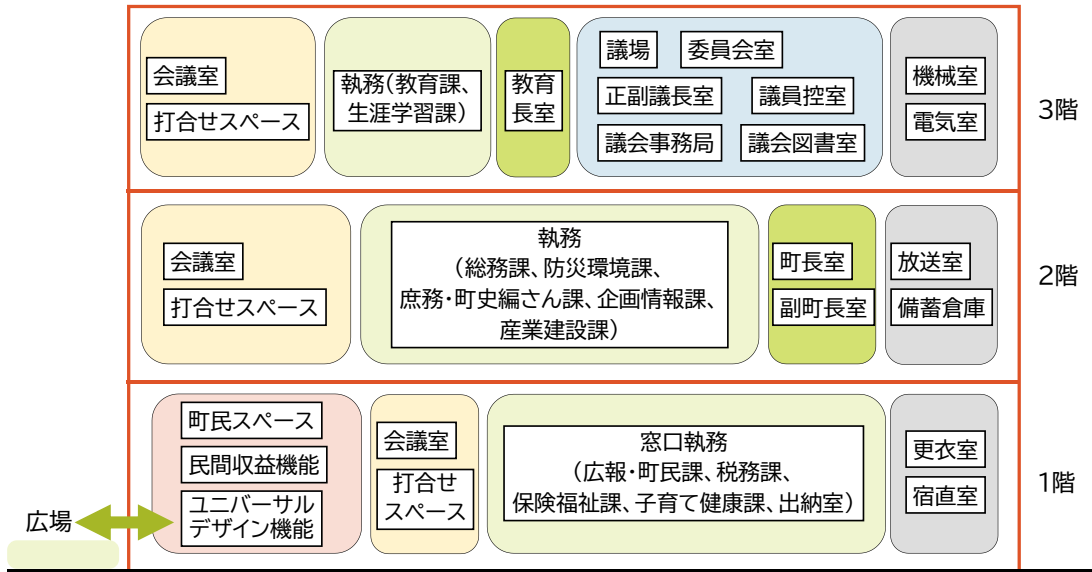 会議室
打合せスペース
執務(教育課、
生涯学習課)
教育
長室
議場
委員会室
正副議長室
議員控室
議会事務局
議会図書室
機械室
電気室
3階
会議室
打合せスペース
執務
(総務課、防災環境課、
庶務・町史編さん課、企画情報課、
産業建設課)
町長室
副町長室
放送室
備蓄倉庫
2階
町民スペース
民間収益機能
ユニバーサル
デザイン機能
会議室
打合せ
スペース
窓口執務
(広報・町民課、税務課、
保険福祉課、子育て健康課、出納室)
更衣室
宿直室
1階
広場